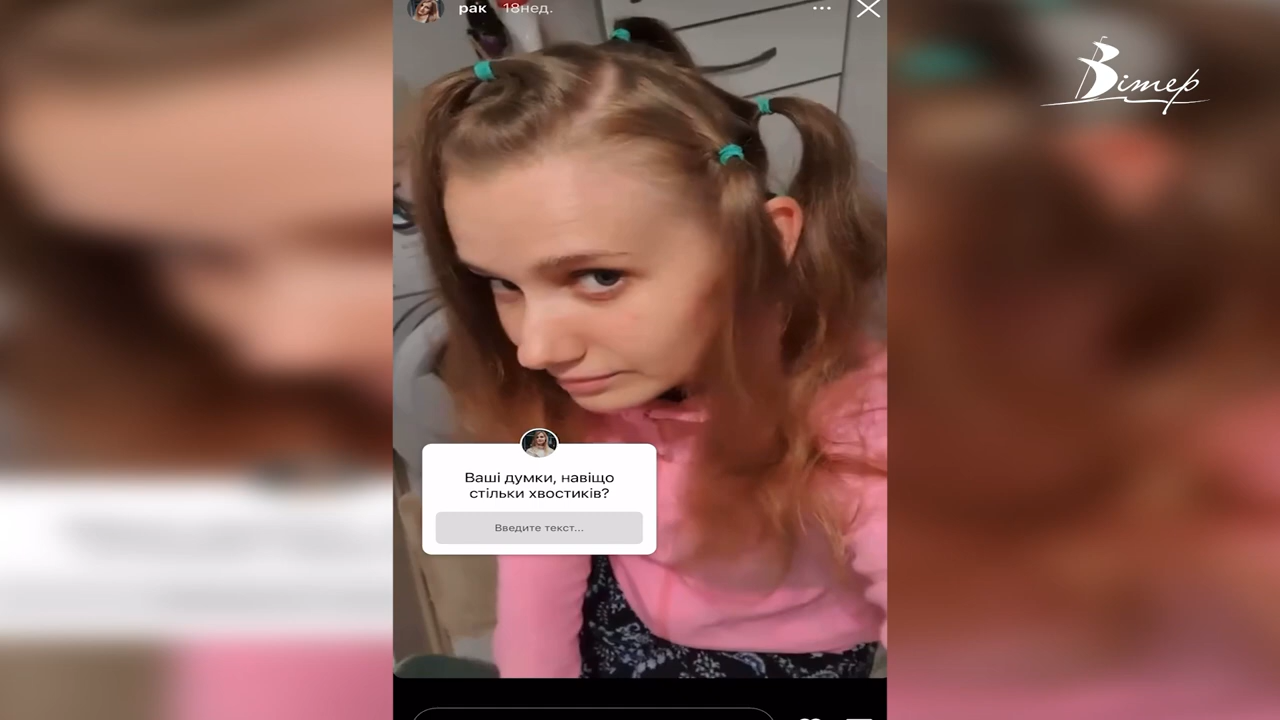 рак 18нед.
Вітер
Ваші думки, навіщо
стільки хвостиків?
Введите текст...